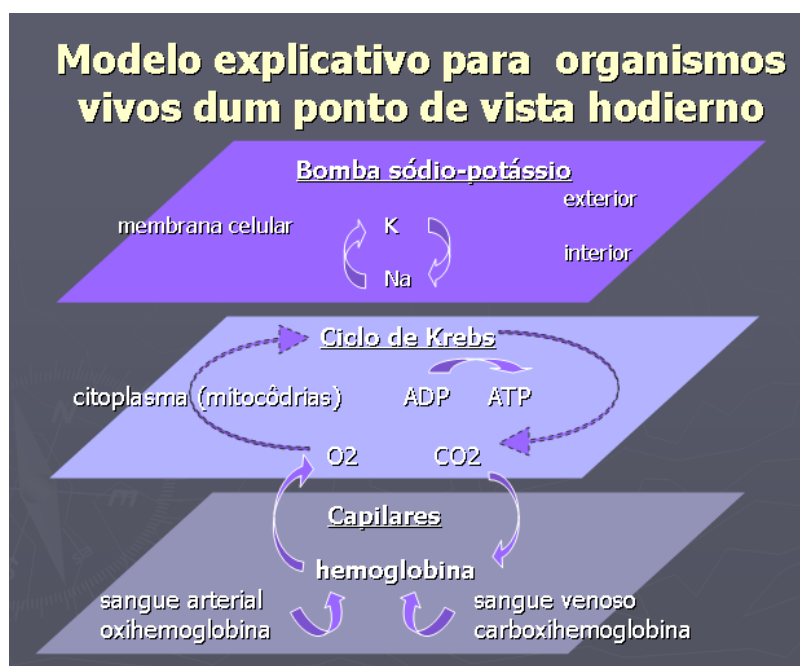 Modelo explicativo para organismos
vivos dum ponto de vista hodierno
Bomba sódio-potássio
exterior
membrana celular
K
interior
Na
Ciclo de Krebs
citoplasma (mitocôdrias)
ADP
ATP
O2
CO2
Capilares
hemoglobina
sangue arterial
oxihemoglobina
sangue venoso
carboxihemoglobina